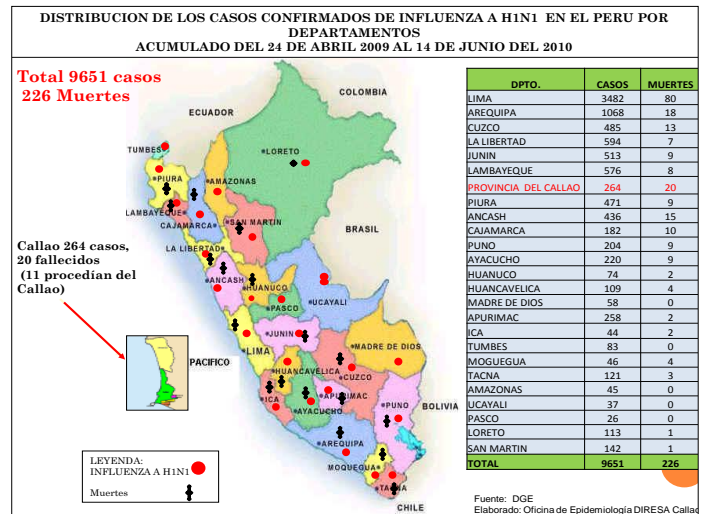 DISTRIBUCION DE LOS CASOS CONFIRMADOS DE INFLUENZA A H1N1 EN EL PERU POR
DEPARTAMENTOS
ACUMULADO DEL 24 DE ABRIL 2009 AL 14 DE JUNIO DEL 2010
Total 9651 casos
226 Muertes
COLOMBIA
ECUADOR
TUMBES
LORETO
PIURA
AMAZONAS
LAMBAYEQUE
CAJAMARCA
SAN MARTIN
BRASIL
LA LIBERTAD
ANCASH
HUANUCO
UCAYALI
PASCO
JUNIN
LIMA
MADRE DE DIOS
PACIFICO
HUANCAVELICA
CUZCO
ICA
APURIMAC
AYACUCHO
PUNO
BOLIVIA
AREQUIPA
MOQUEGUA
TACNA
CHILE
Callao 264 casos,
20 fallecidos
(11 procedian del
Callao)
LEYENDA:
INFLUENZA A H1N1
Muertes
DPTO. CASOS MUERTES
LIMA 3482 80
AREQUIPA 1068 18
CUZCO 485 13
LA LIBERTAD 594 7
JUNIN 513 9
LAMBAYEQUE 576 8
PROVINCIA DEL CALLAO 264 20
PIURA 471 9
ANCASH 436 15
CAJAMARCA 182 10
PUNO 204 9
AYACUCHO 220 9
HUANUCO 74 2
HUANCAVELICA 109 4
MADRE DE DIOS 58 0
APURIMAC 258 2
ICA 44 2
TUMBES 83 0
MOGUEGUA 46 4
TACNA 121 3
AMAZONAS 45 0
UCAYALI 37 0
PASCO 26 0
LORETO 113 1
SAN MARTIN 142 1
TOTAL 9651 226
Fuente: DGE
Elaborado: Oficina de Epidemiología DIRESA Callao